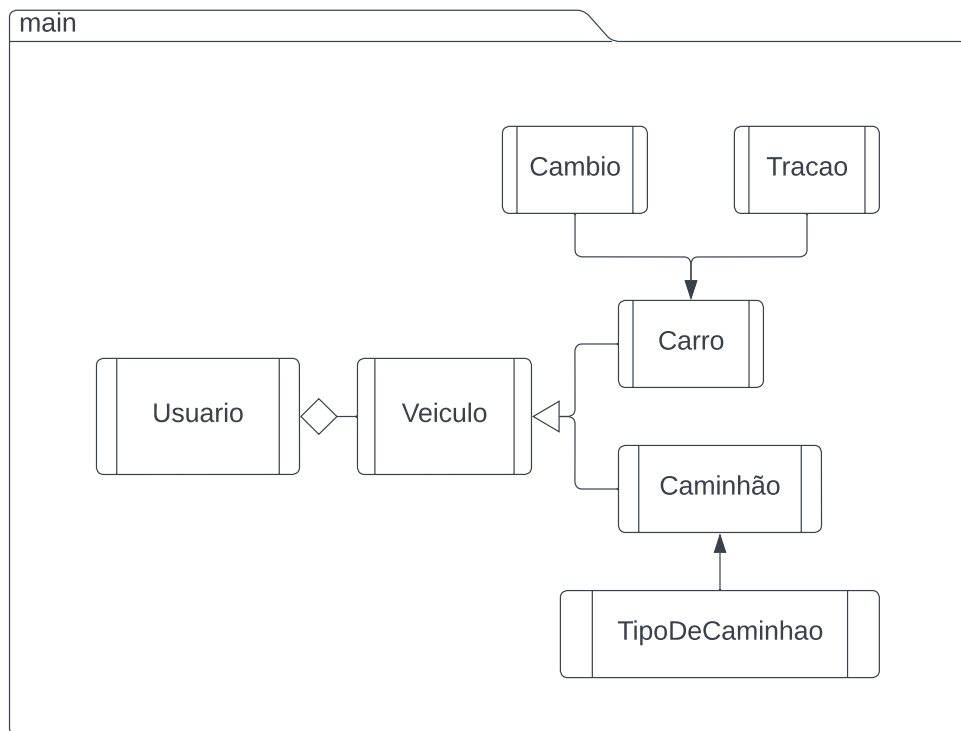 main
Cambio
Tracao
Carro
Usuario
Veiculo
Caminhão
TipoDeCaminhao